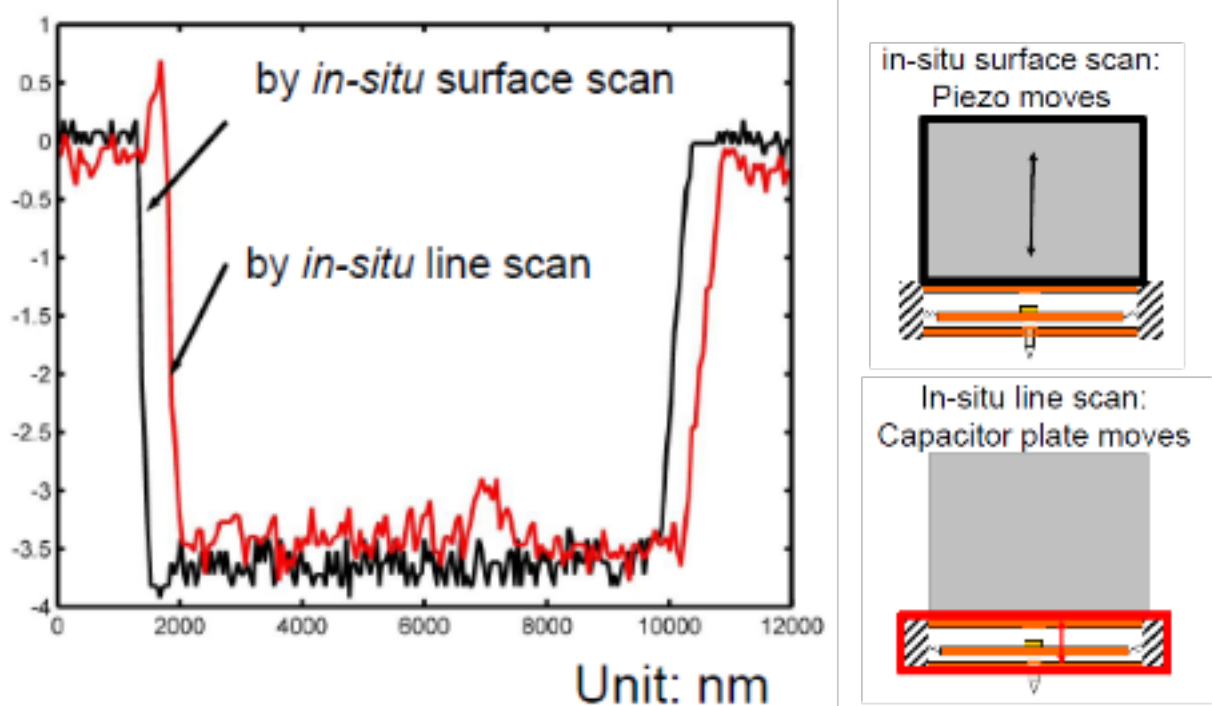 1
0.5
0
-0.5
-1
-1.5
-2
-2.5
-3
-3.5
-4
0 2000 4000 6000 8000 10000 12000
by in-situ surface scan
by in-situ line scan
Unit: nm
in-situ surface scan:
Piezo moves
In-situ line scan:
Capacitor plate moves